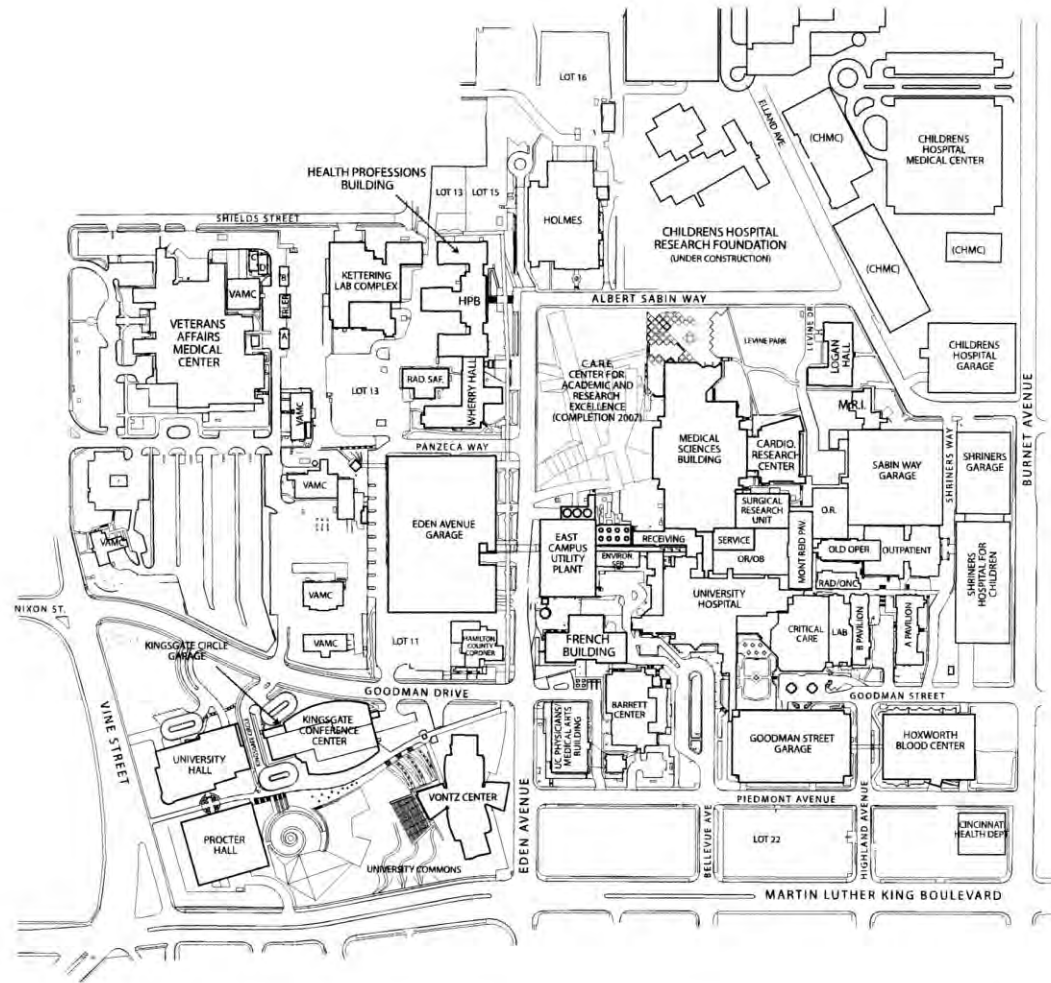 LOT 16
ELLAND AVE.
(CHMC)
CHILDRENS
HOSPITAL
MEDICAL CENTER
HEALTH PROFESSIONS
BUILDING
LOT 13
LOT 15
HOLMES
SHIELDS STREET
CHILDRENS HOSPITAL
RESEARCH FOUNDATION
(UNDER CONSTRUCTION)
(CHMC)
(CHMC)
C
D
B
VAMC
KETTERING
LAB COMPLEX
HPB
ALBERT SABIN WAY
VETERANS
AFFAIRS
MEDICAL
CENTER
A
LEVINE PARK
LEVINE DR
LOGAN
HALL
CHILDRENS
HOSPITAL
GARAGE
C.A.R.E.
CENTER FOR
ACADEMIC AND
RESEARCH
EXCELLENCE
(COMPLETION 2007)
RAD. SAF.
LOT 13
WHERRY HALL
VAMC
M.R.I.
BURNET AVENUE
PANZECA WAY
MEDICAL
SCIENCES
BUILDING
CARDIO.
RESEARCH
CENTER
SABIN WAY
GARAGE
SHRINERS WAY
SHRINERS
GARAGE
VAMC
EDEN AVENUE
GARAGE
SURGICAL
RESEARCH
UNIT
O.R.
EAST
CAMPUS
UTILITY
PLANT
RECEIVING
SERVICE
MONT REID PAV.
OLD OPER
OUTPATIENT
ENVIRON
SER
OR/OB
VAMC
RAD/ONC
SHRINERS
HOSPITAL FOR
CHILDREN
VAMC
UNIVERSITY
HOSPITAL
NIXON ST.
VAMC
LOT 11
HAMILTON
COUNTY
CORONER
FRENCH
BUILDING
CRITICAL
CARE
LAB
B PAVILION
A PAVILION
KINGSGATE CIRCLE
GARAGE
GOODMAN DRIVE
GOODMAN STREET
VINE STREET
KINGSGATE
CONFERENCE
CENTER
UNIVERSITY
HALL
UC PHYSICIANS/
MEDICAL ARTS
BUILDING
BARRETT
CENTER
GOODMAN STREET
GARAGE
HOXWORTH
BLOOD CENTER
VONTZ CENTER
PIEDMONT AVENUE
PROCTER
HALL
EDEN AVENUE
BELLEVUE AVE
LOT 22
HIGHLAND AVENUE
CINCINNATI
HEALTH DEPT
UNIVERSITY COMMONS
MARTIN LUTHER KING BOULEVARD